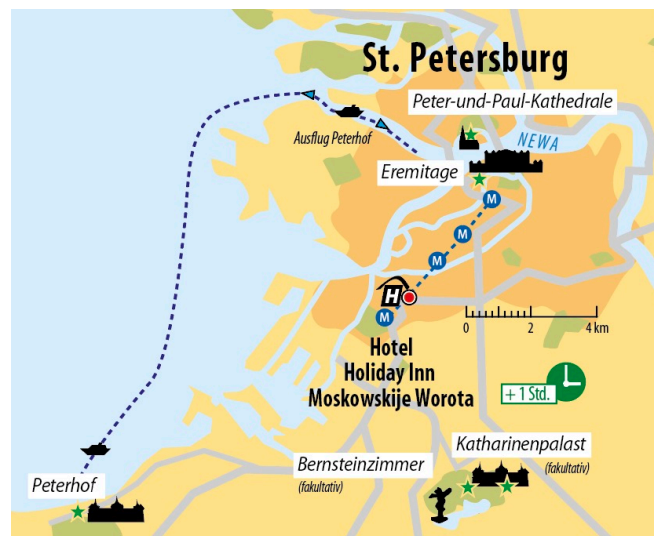 St. Petersburg
Peter-und-Paul-Kathedrale
Ausflug Peterhof
NEWA
Eremitage
M
M
M
H
M
0 2 4 km
Hotel
Holiday Inn
Moskowskije Worota
+ 1 Std.
Katharinenpalast
(fakultativ)
Bernsteinzimmer
(fakultativ)
Peterhof